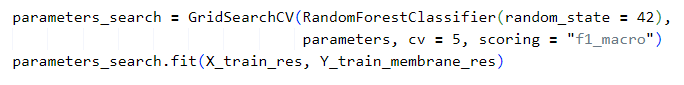 parameters_search = GridSearchCV(RandomForestClassifier(random_state = 42),
parameters, cv = 5, scoring = "f1_macro")
parameters_search.fit(X_train_res, Y_train_membrane_res)